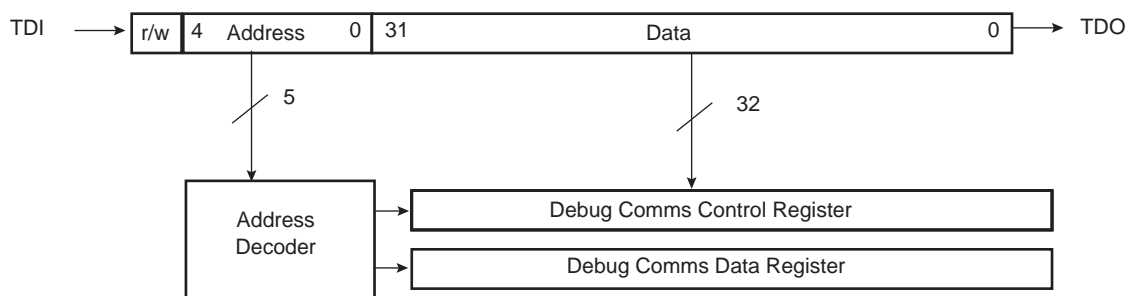 TDI r/w 4 Address 0 31 Data 0 TDO
5
32
Address
Decoder
Debug Comms Control Register
Debug Comms Data Register